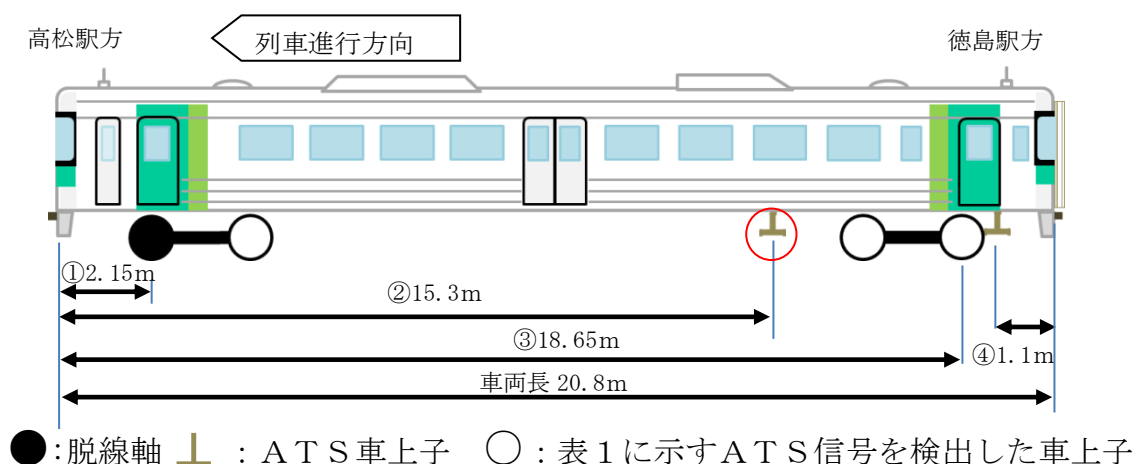 高松駅方
列車進行方向
徳島駅方
①2.15m
②15.3m
③18.65m
④1.1m
車両長 20.8m
●:脱線軸 ┴ :ATS車上子 ○:表1に示すATS信号を検出した車上子